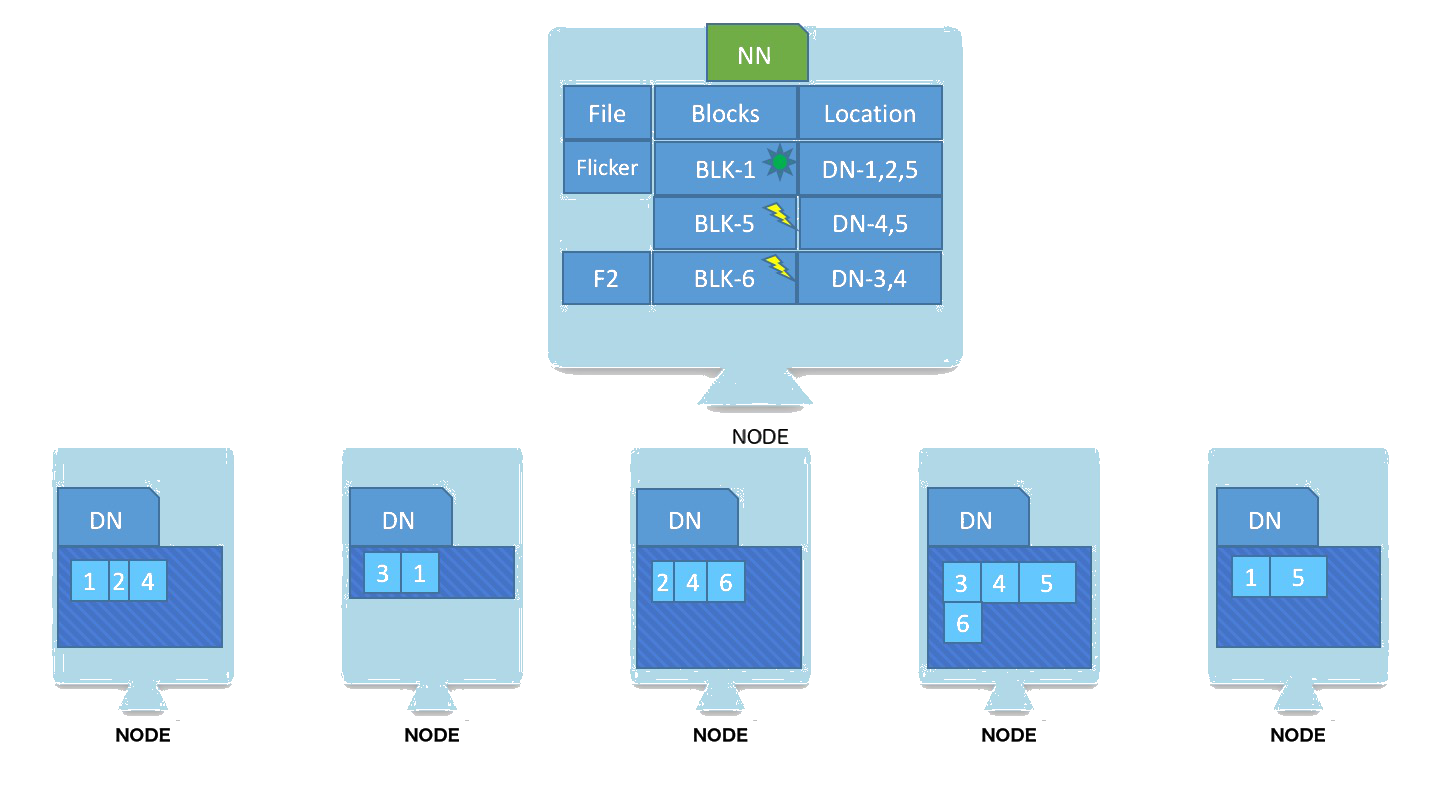 NN
File Blocks Location
Flicker BLK-1 DN-1,2,5
BLK-5 DN-4,5
F2 BLK-6 DN-3,4
NODE
DN DN DN DN DN
1 2 4 3 1 2 4 6 3 4 5 1 5
6
NODE NODE NODE NODE NODE